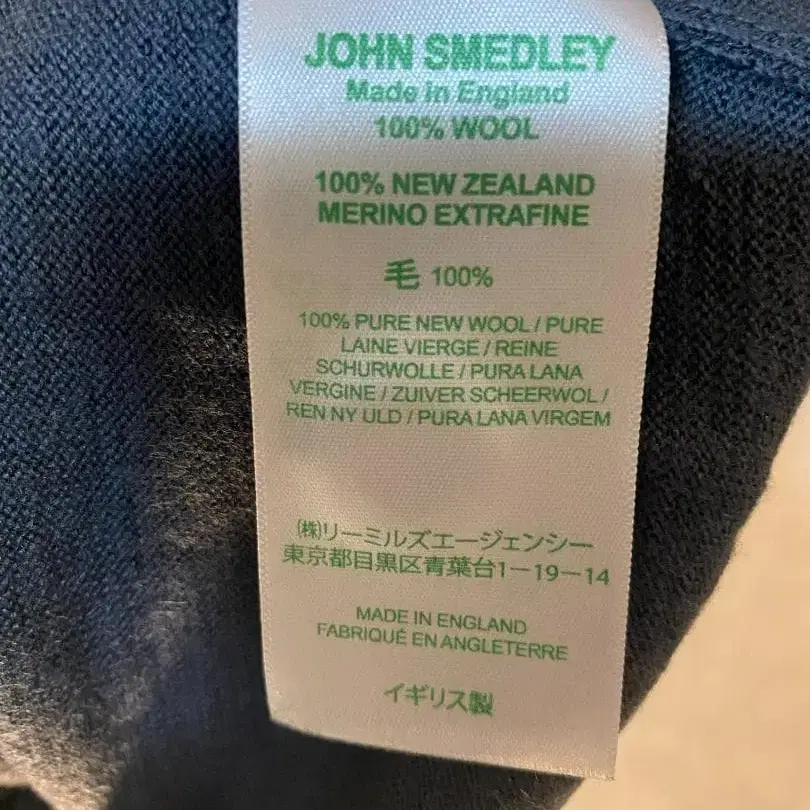 JOHN SMEDLEY
Made in England
100% WOOL
100% NEW ZEALAND
MERINO EXTRAFINE
毛 100%
100% PURE NEW WOOL / PURE
LAINE VIERGE / REINE
SCHURWOLLE / PURA LANA
VERGINE / ZUIVER SCHEERWOL /
REN NY ULD / PURA LANA VIRGEM
(株)リーミルズエージェンシー
東京都目黒区青葉台1-19-14
MADE IN ENGLAND
FABRIQUÉ EN ANGLETERRE
イギリス製